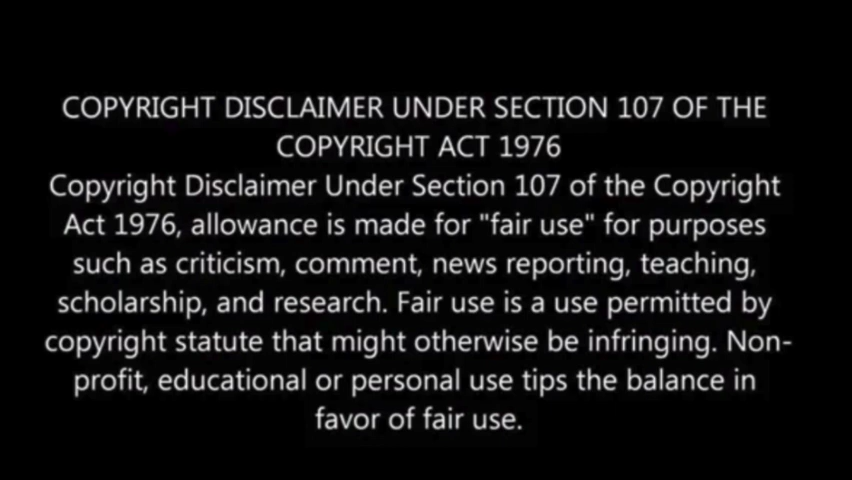 COPYRIGHT DISCLAIMER UNDER SECTION 107 OF THE
COPYRIGHT ACT 1976
Copyright Disclaimer Under Section 107 of the Copyright
Act 1976, allowance is made for "fair use" for purposes
such as criticism, comment, news reporting, teaching,
scholarship, and research. Fair use is a use permitted by
copyright statute that might otherwise be infringing. Non-
profit, educational or personal use tips the balance in
favor of fair use.